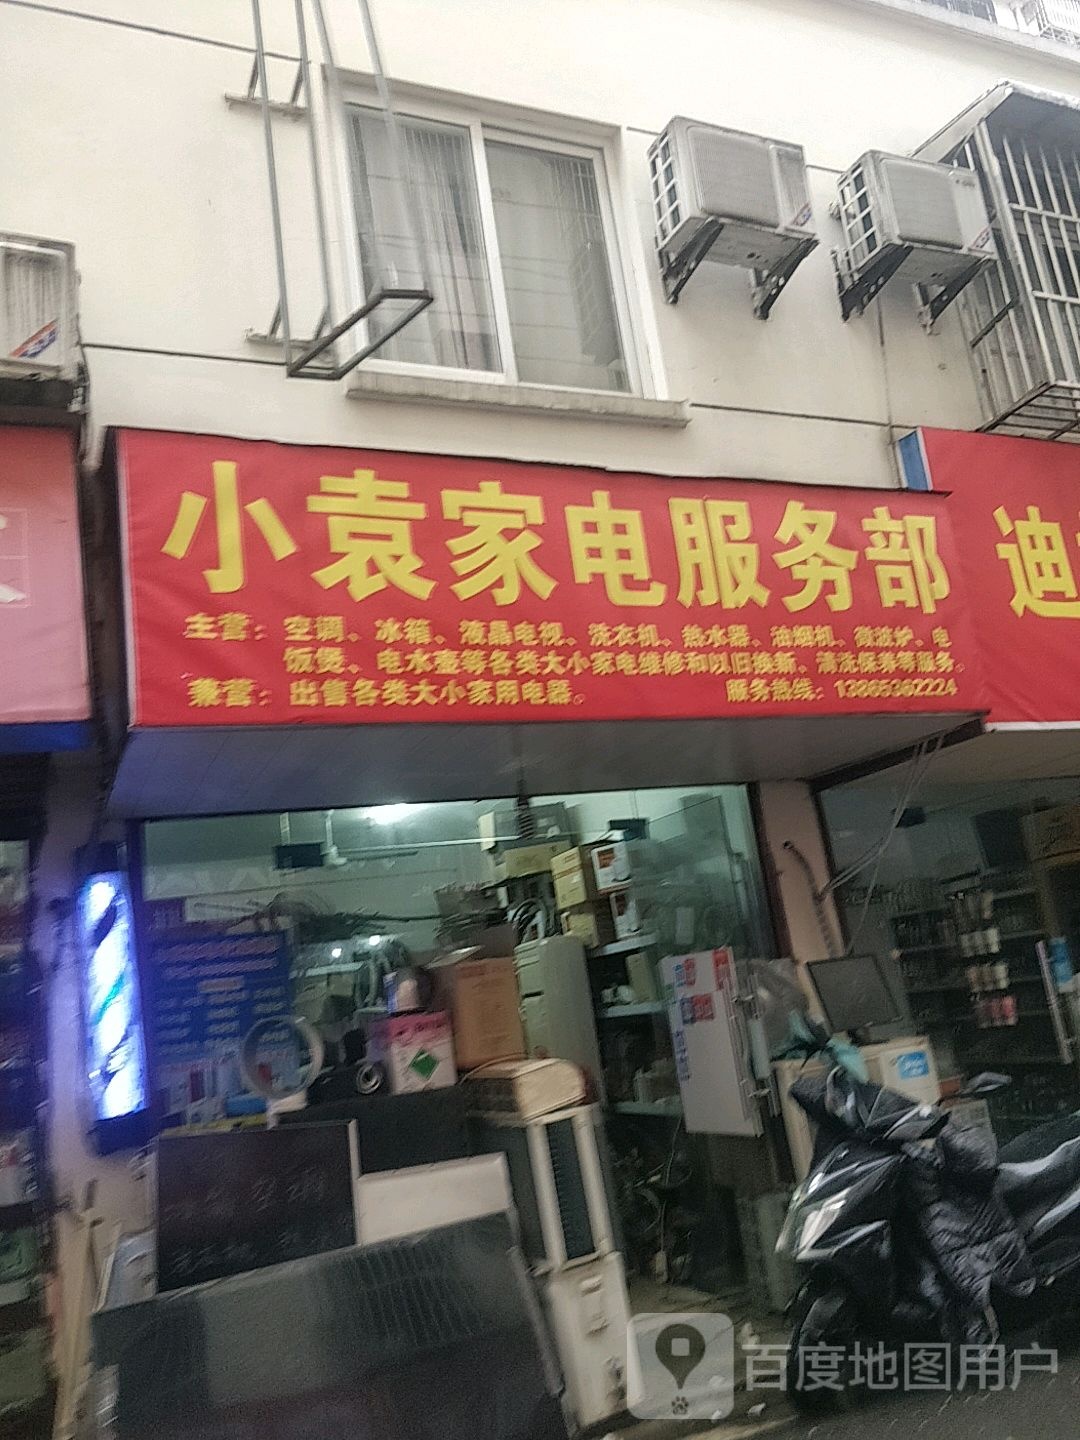 小袁家电服务部
主营：空调、冰箱、液晶电视、洗衣机、热水器、油烟机、微波炉、电
饭煲、电水壶等各类大小家电维修和以旧换新、清洗保养等服务。
兼营：出售各类大小家用电器。
服务热线：13865362224
迪
百度地图用户